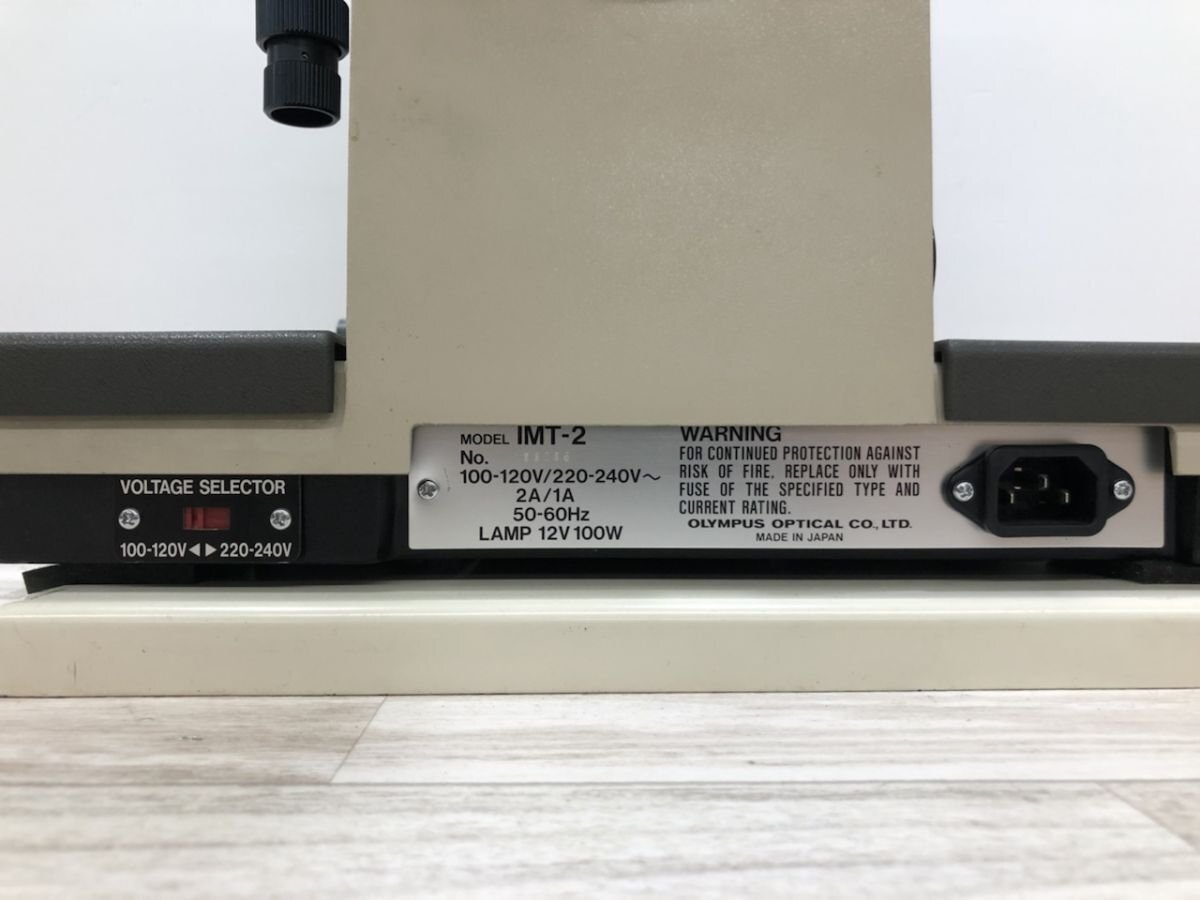 VOLTAGE SELECTOR
100-120V◀ ▶220-240V
MODEL IMT-2
No.
100-120V/220-240V～
2A/1A
50-60Hz
LAMP 12V100W
WARNING
FOR CONTINUED PROTECTION AGAINST
RISK OF FIRE, REPLACE ONLY WITH
FUSE OF THE SPECIFIED TYPE AND
CURRENT RATING.
OLYMPUS OPTICAL CO., LTD.
MADE IN JAPAN